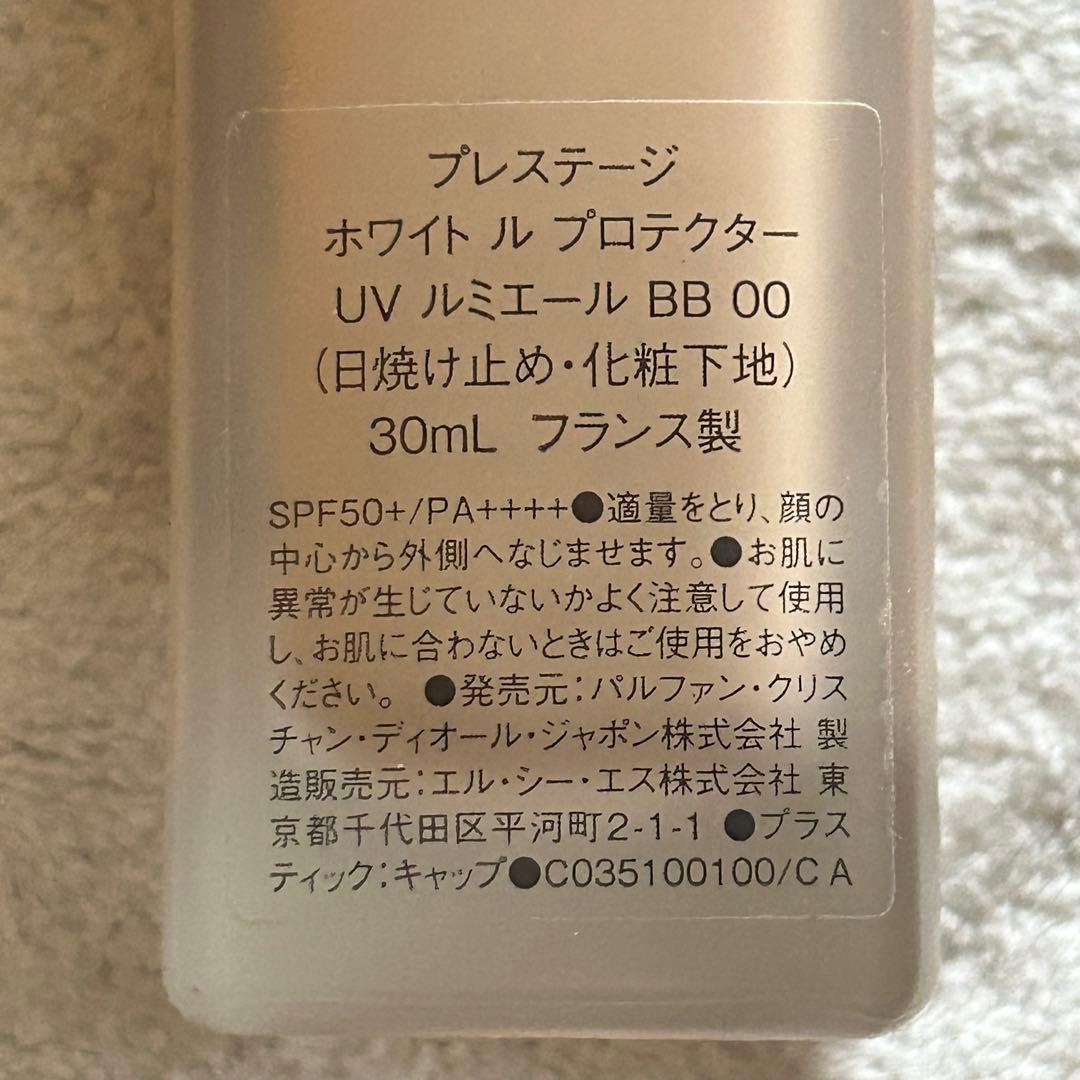 プレステージ
ホワイト ル プロテクター
UV ルミエール BB 00
(日焼け止め・化粧下地)
30mL フランス製
SPF50+/PA++++●適量をとり、顔の
中心から外側へなじませます。●お肌に
異常が生じていないかよく注意して使用
し、お肌に合わないときはご使用をおやめ
ください。 ●発売元:パルファン・クリス
チャン・ディオール・ジャポン株式会社 製
造販売元:エル・シー・エス株式会社 東
京都千代田区平河町2-1-1 ●プラス
ティック:キャップ●C035100100/C A